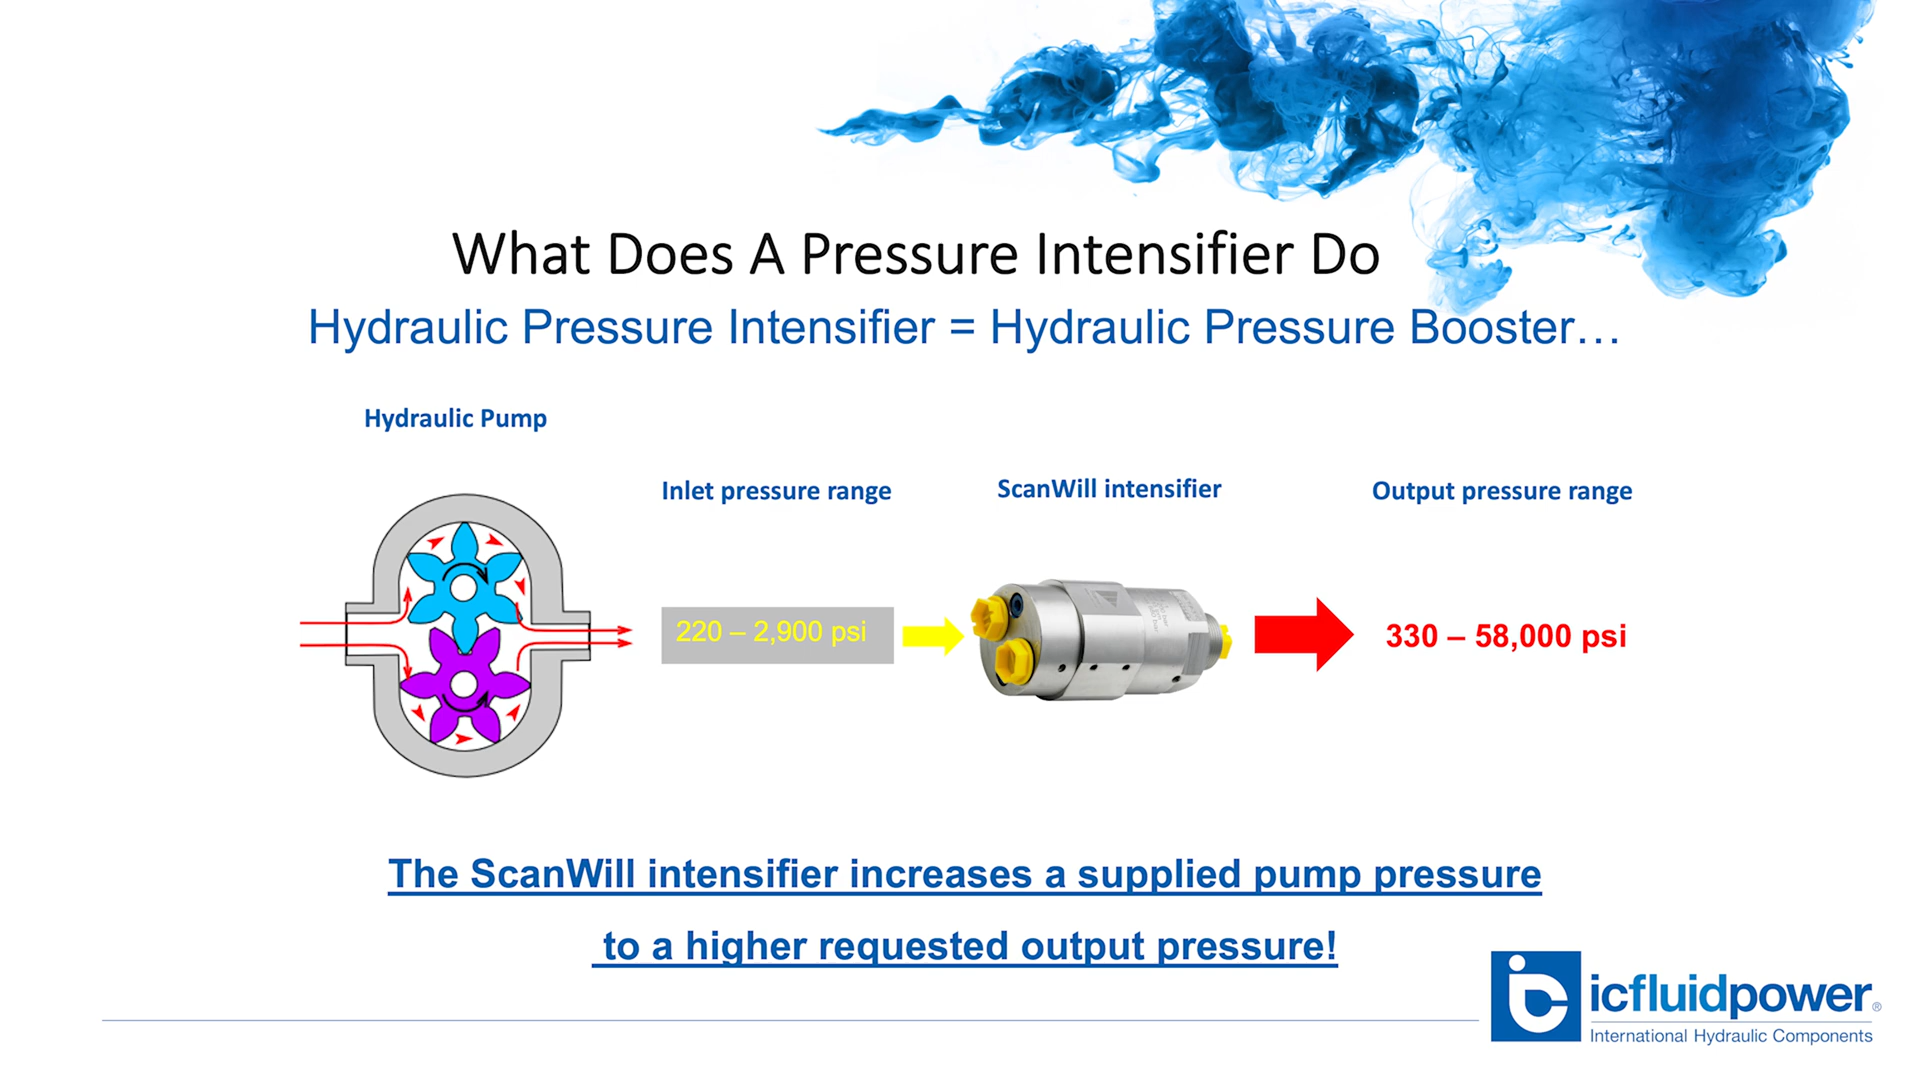 What Does A Pressure Intensifier Do
Hydraulic Pressure Intensifier = Hydraulic Pressure Booster…
Hydraulic Pump
Inlet pressure range
ScanWill intensifier
Output pressure range
220 – 2,900 psi
330 – 58,000 psi
The ScanWill intensifier increases a supplied pump pressure
to a higher requested output pressure!
icfluidpower®
International Hydraulic Components